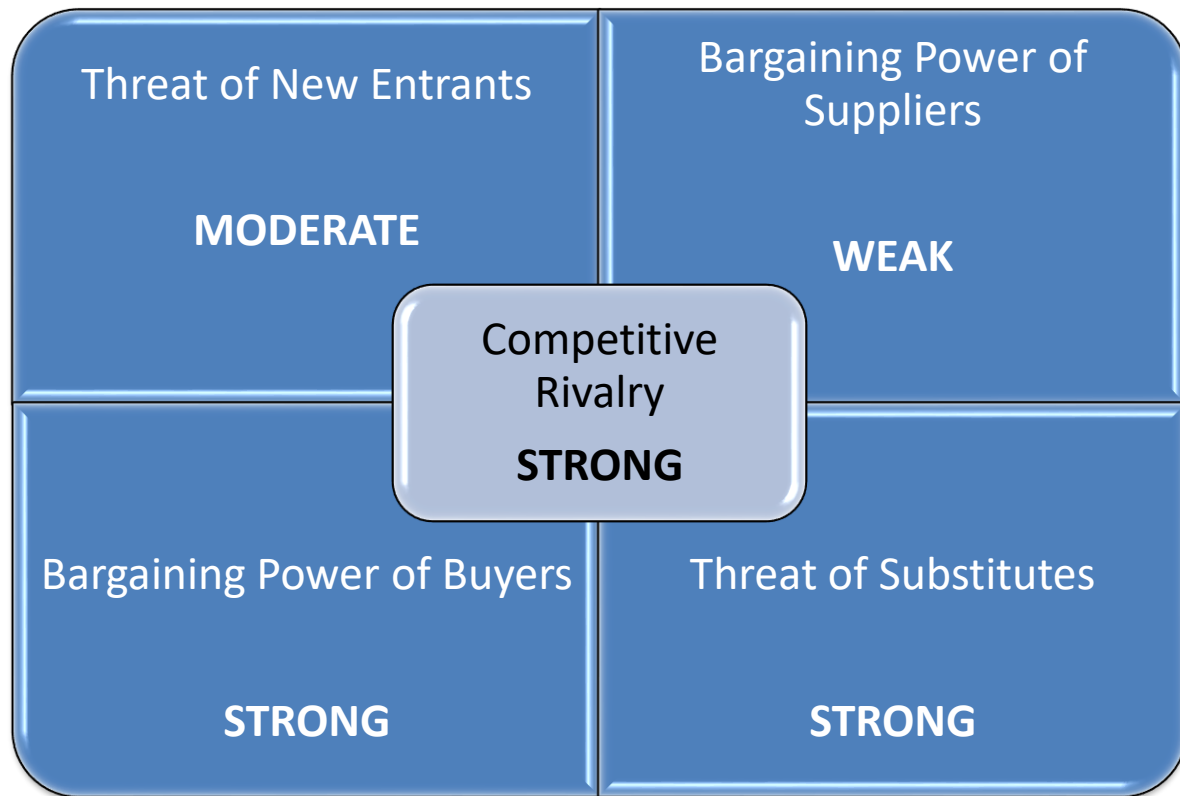 Threat of New Entrants
MODERATE
Bargaining Power of
Suppliers
WEAK
Competitive
Rivalry
STRONG
Bargaining Power of Buyers
STRONG
Threat of Substitutes
STRONG